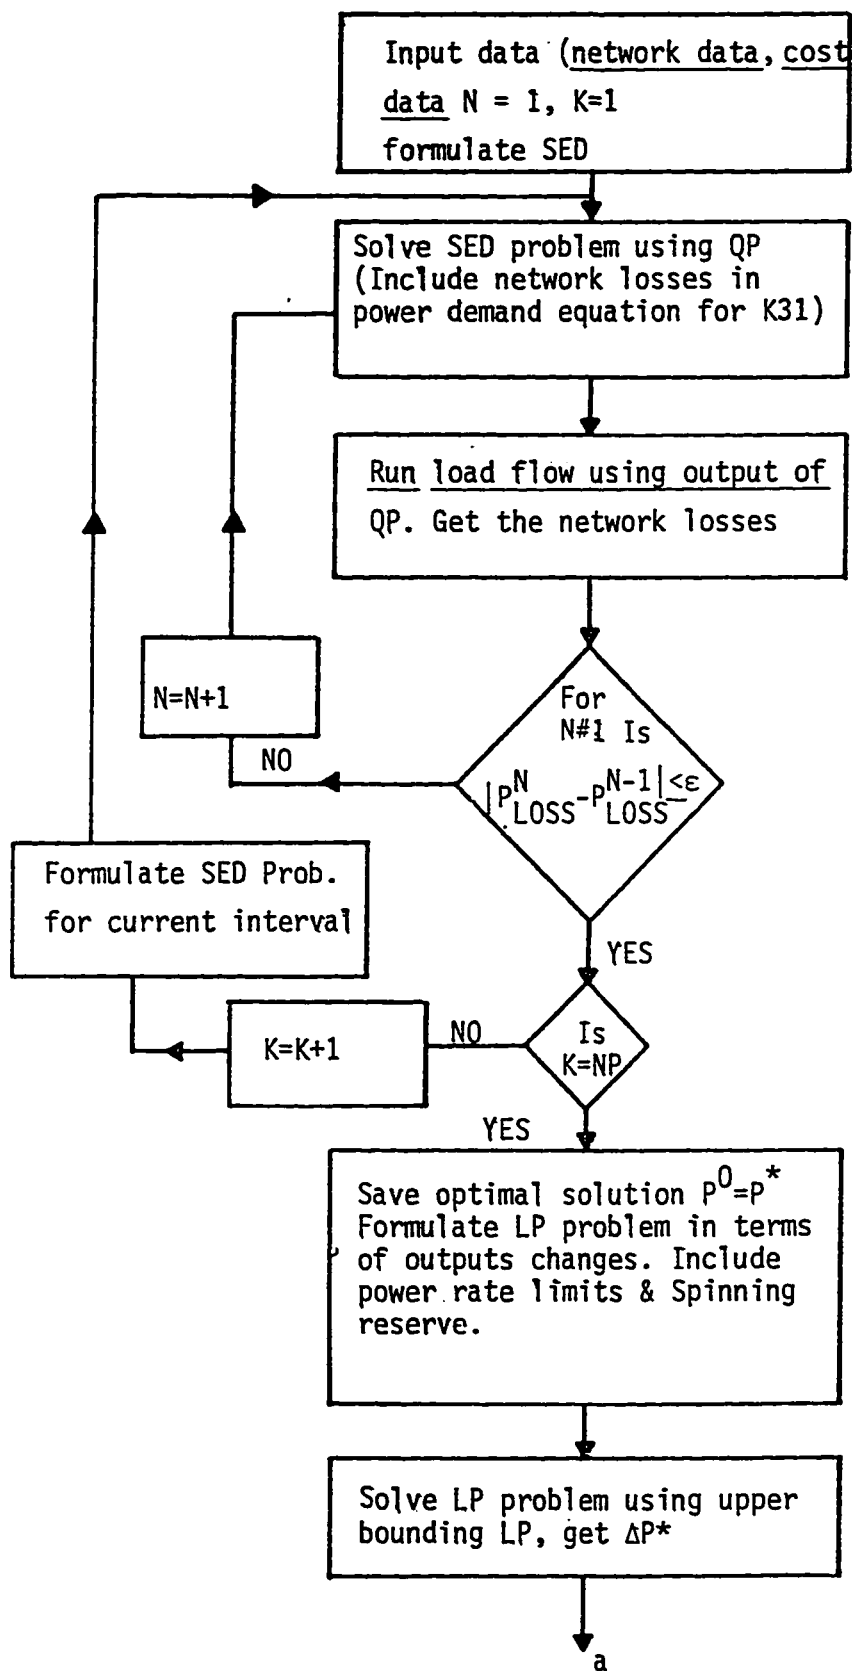 Input data (network data, cost
data N = 1, K=1
formulate SED
Solve SED problem using QP
(Include network losses in
power demand equation for K31)
Run load flow using output of
QP. Get the network losses
For
N#1 Is
|P^N_LOSS-P^N-1_LOSS|≤ε
NO
N=N+1
YES
Formulate SED Prob.
for current interval
Is
K=NP
NO
K=K+1
YES
Save optimal solution P^0=P^*
Formulate LP problem in terms
of outputs changes. Include
power rate limits & Spinning
reserve.
Solve LP problem using upper
bounding LP, get ΔP*
a